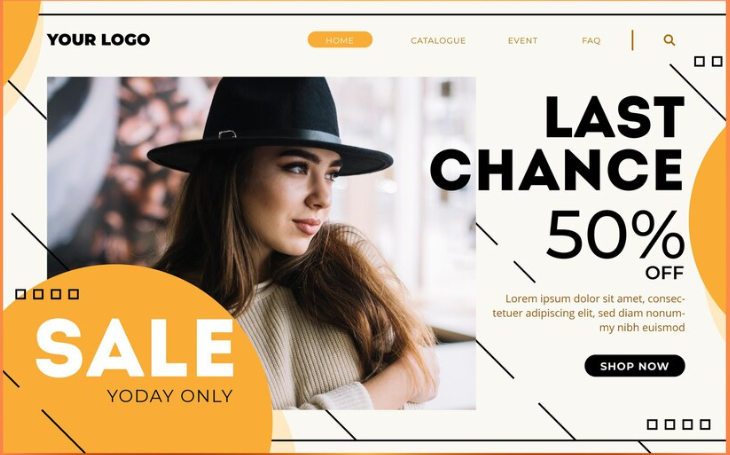 YOUR LOGO
HOME CATALOGUE EVENT FAQ
LAST
CHANCE
50%
OFF
Lorem ipsum dolor sit amet, consec-
tetuer adipiscing elit, sed diam nonum-
my nibh euismod
SHOP NOW
SALE
YODAY ONLY